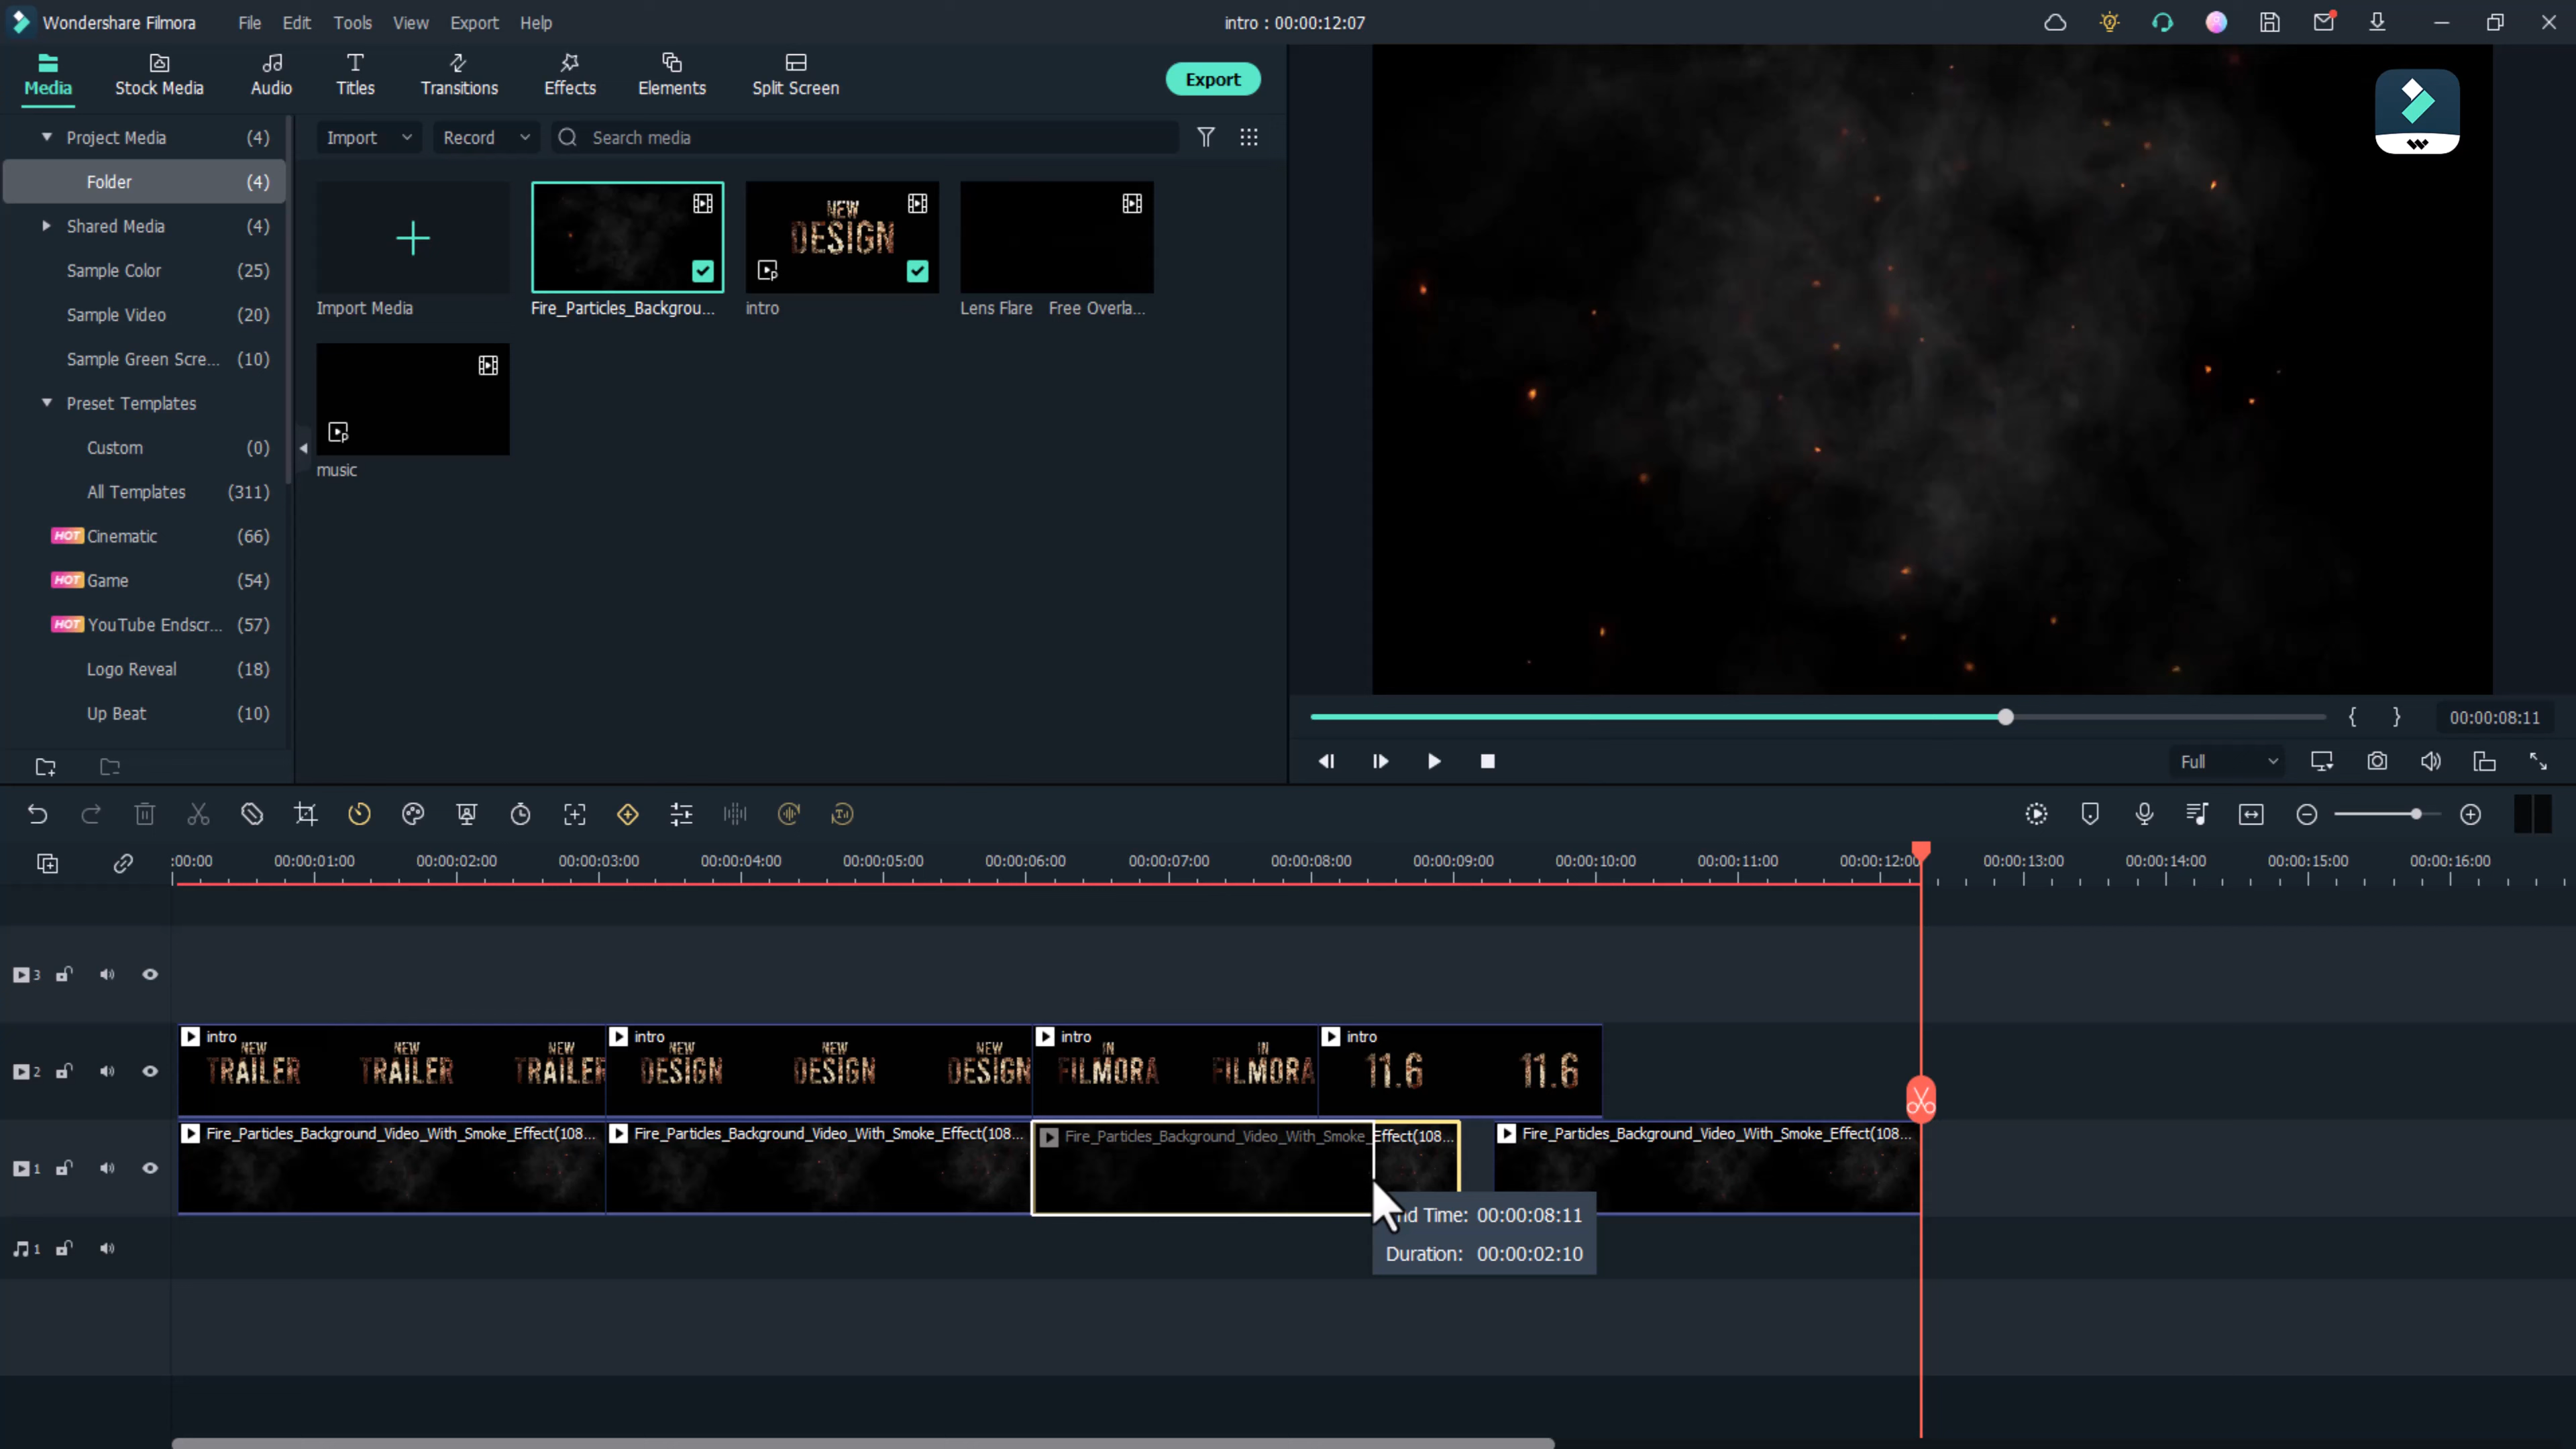 Wondershare Filmora File Edit Tools View Export Help intro : 00:00:12:07
Media Stock Media Audio Titles Transitions Effects Elements Split Screen Export
Project Media (4)
Folder (4)
Shared Media (4)
Sample Color (25)
Sample Video (20)
Sample Green Scre... (10)
Preset Templates
Custom (0)
All Templates (311)
HOT Cinematic (66)
HOT Game (54)
HOT YouTube Endscr... (57)
Logo Reveal (18)
Up Beat (10)
Import Record Search media
NEW
DESIGN
Import Media Fire_Particles_Backgrou... intro Lens Flare Free Overla...
music
00:00:08:11
Full
:00:00 00:00:01:00 00:00:02:00 00:00:03:00 00:00:04:00 00:00:05:00 00:00:06:00 00:00:07:00 00:00:08:00 00:00:09:00 00:00:10:00 00:00:11:00 00:00:12:00 00:00:13:00 00:00:14:00 00:00:15:00 00:00:16:00
3
intro intro intro intro
NEW NEW NEW NEW NEW NEW IN IN
TRAILER TRAILER TRAILER DESIGN DESIGN DESIGN FILMORA FILMORA 11.6 11.6
2
Fire_Particles_Background_Video_With_Smoke_Effect(108... Fire_Particles_Background_Video_With_Smoke_Effect(108... Fire_Particles_Background_Video_With_Smoke_Effect(108... Fire_Particles_Background_Video_With_Smoke_Effect(108...
1
nd Time: 00:00:08:11
Duration: 00:00:02:10
1